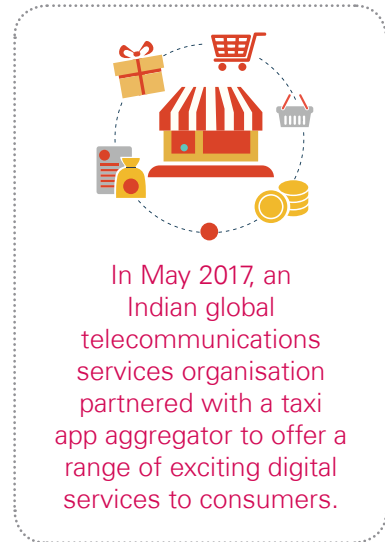 In May 2017, an
Indian global
telecommunications
services organisation
partnered with a taxi
app aggregator to offer a
range of exciting digital
services to consumers.